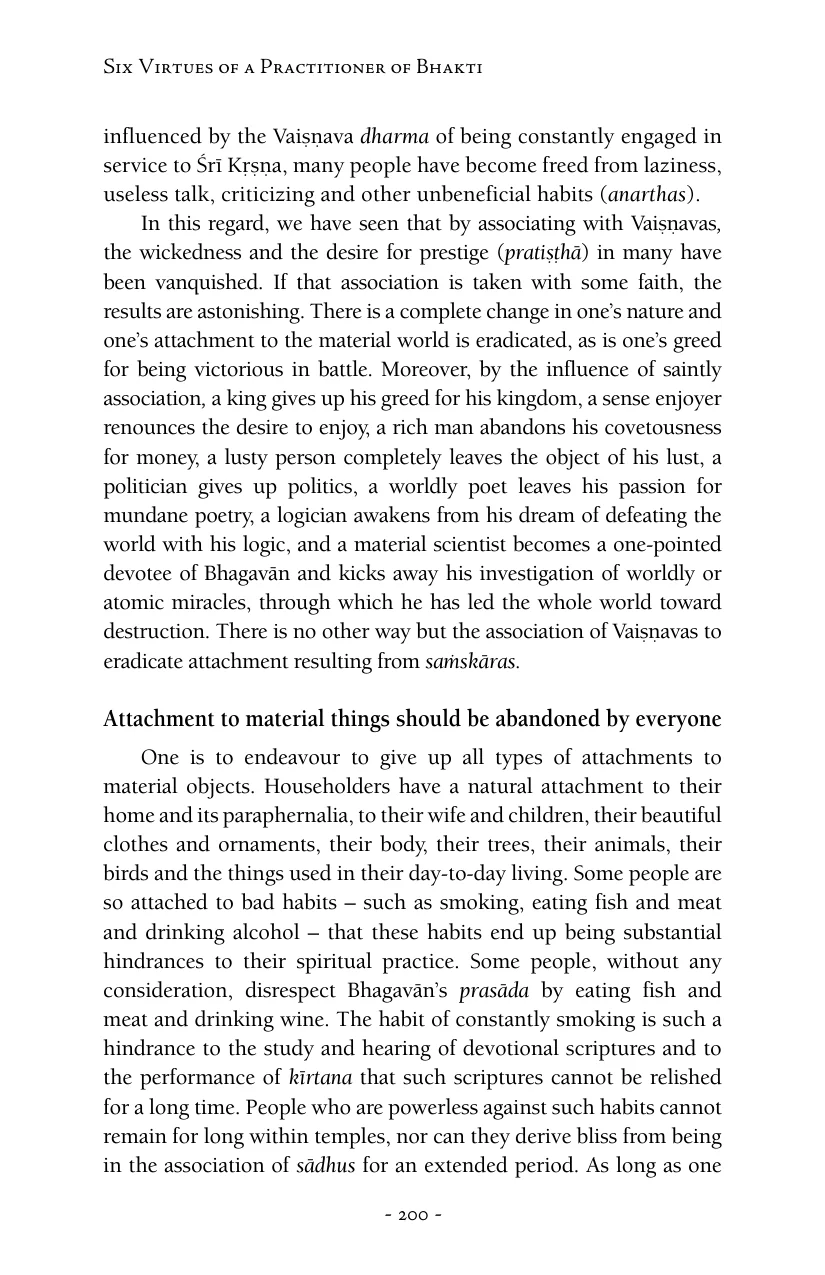 Six Virtues of a Practitioner of Bhakti
influenced by the Vaiṣṇava dharma of being constantly engaged in
service to Śrī Kṛṣṇa, many people have become freed from laziness,
useless talk, criticizing and other unbeneficial habits (anarthas).
In this regard, we have seen that by associating with Vaiṣṇavas,
the wickedness and the desire for prestige (pratiṣṭhā) in many have
been vanquished. If that association is taken with some faith, the
results are astonishing. There is a complete change in one’s nature and
one’s attachment to the material world is eradicated, as is one’s greed
for being victorious in battle. Moreover, by the influence of saintly
association, a king gives up his greed for his kingdom, a sense enjoyer
renounces the desire to enjoy, a rich man abandons his covetousness
for money, a lusty person completely leaves the object of his lust, a
politician gives up politics, a worldly poet leaves his passion for
mundane poetry, a logician awakens from his dream of defeating the
world with his logic, and a material scientist becomes a one-pointed
devotee of Bhagavān and kicks away his investigation of worldly or
atomic miracles, through which he has led the whole world toward
destruction. There is no other way but the association of Vaiṣṇavas to
eradicate attachment resulting from saṁskāras.
Attachment to material things should be abandoned by everyone
One is to endeavour to give up all types of attachments to
material objects. Householders have a natural attachment to their
home and its paraphernalia, to their wife and children, their beautiful
clothes and ornaments, their body, their trees, their animals, their
birds and the things used in their day-to-day living. Some people are
so attached to bad habits – such as smoking, eating fish and meat
and drinking alcohol – that these habits end up being substantial
hindrances to their spiritual practice. Some people, without any
consideration, disrespect Bhagavān’s prasāda by eating fish and
meat and drinking wine. The habit of constantly smoking is such a
hindrance to the study and hearing of devotional scriptures and to
the performance of kīrtana that such scriptures cannot be relished
for a long time. People who are powerless against such habits cannot
remain for long within temples, nor can they derive bliss from being
in the association of sādhus for an extended period. As long as one
- 200 -